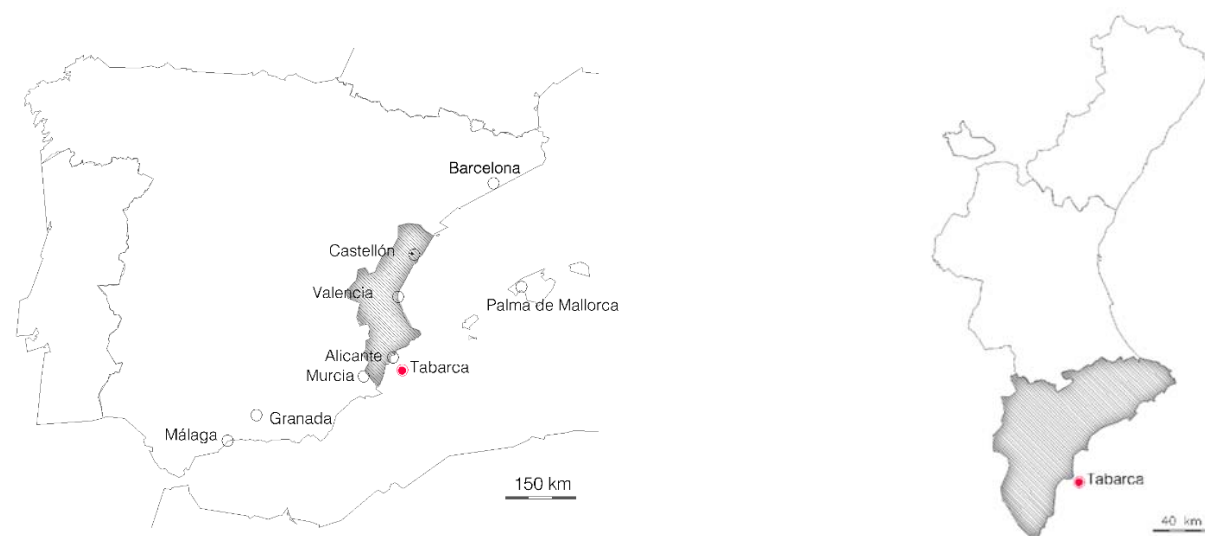 Barcelona
Castellón
Valencia
Palma de Mallorca
Alicante
Tabarca
Murcia
Granada
Málaga
150 km
Tabarca
40 km